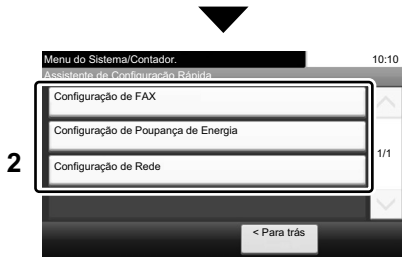 Menu do Sistema/Contador.
10:10
Assistente de Configuração Rápida
Configuração de FAX
Configuração de Poupança de Energia
1/1
2
Configuração de Rede
< Para trás